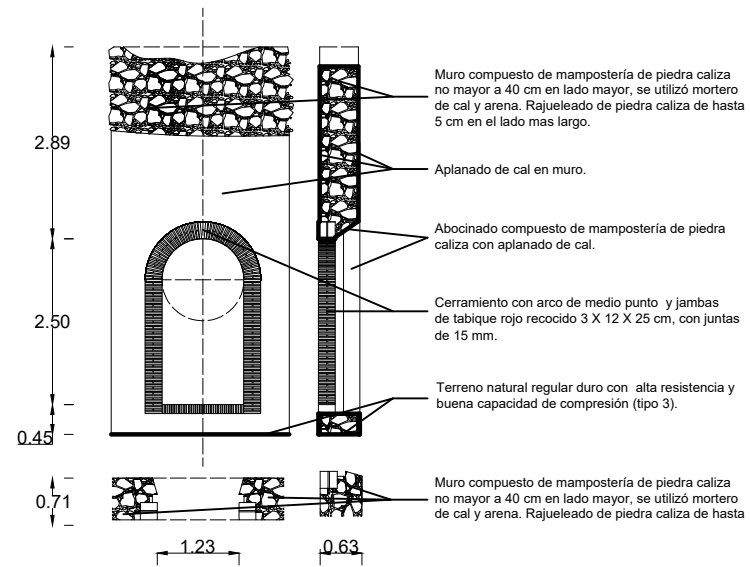 2.89
2.50
0.45
0.71
1.23
0.63
Muro compuesto de mampostería de piedra caliza
no mayor a 40 cm en lado mayor, se utilizó mortero
de cal y arena. Rajueleado de piedra caliza de hasta
5 cm en el lado mas largo.
Aplanado de cal en muro.
Abocinado compuesto de mampostería de piedra
caliza con aplanado de cal.
Cerramiento con arco de medio punto y jambas
de tabique rojo recocido 3 X 12 X 25 cm, con juntas
de 15 mm.
Terreno natural regular duro con alta resistencia y
buena capacidad de compresión (tipo 3).
Muro compuesto de mampostería de piedra caliza
no mayor a 40 cm en lado mayor, se utilizó mortero
de cal y arena. Rajueleado de piedra caliza de hasta